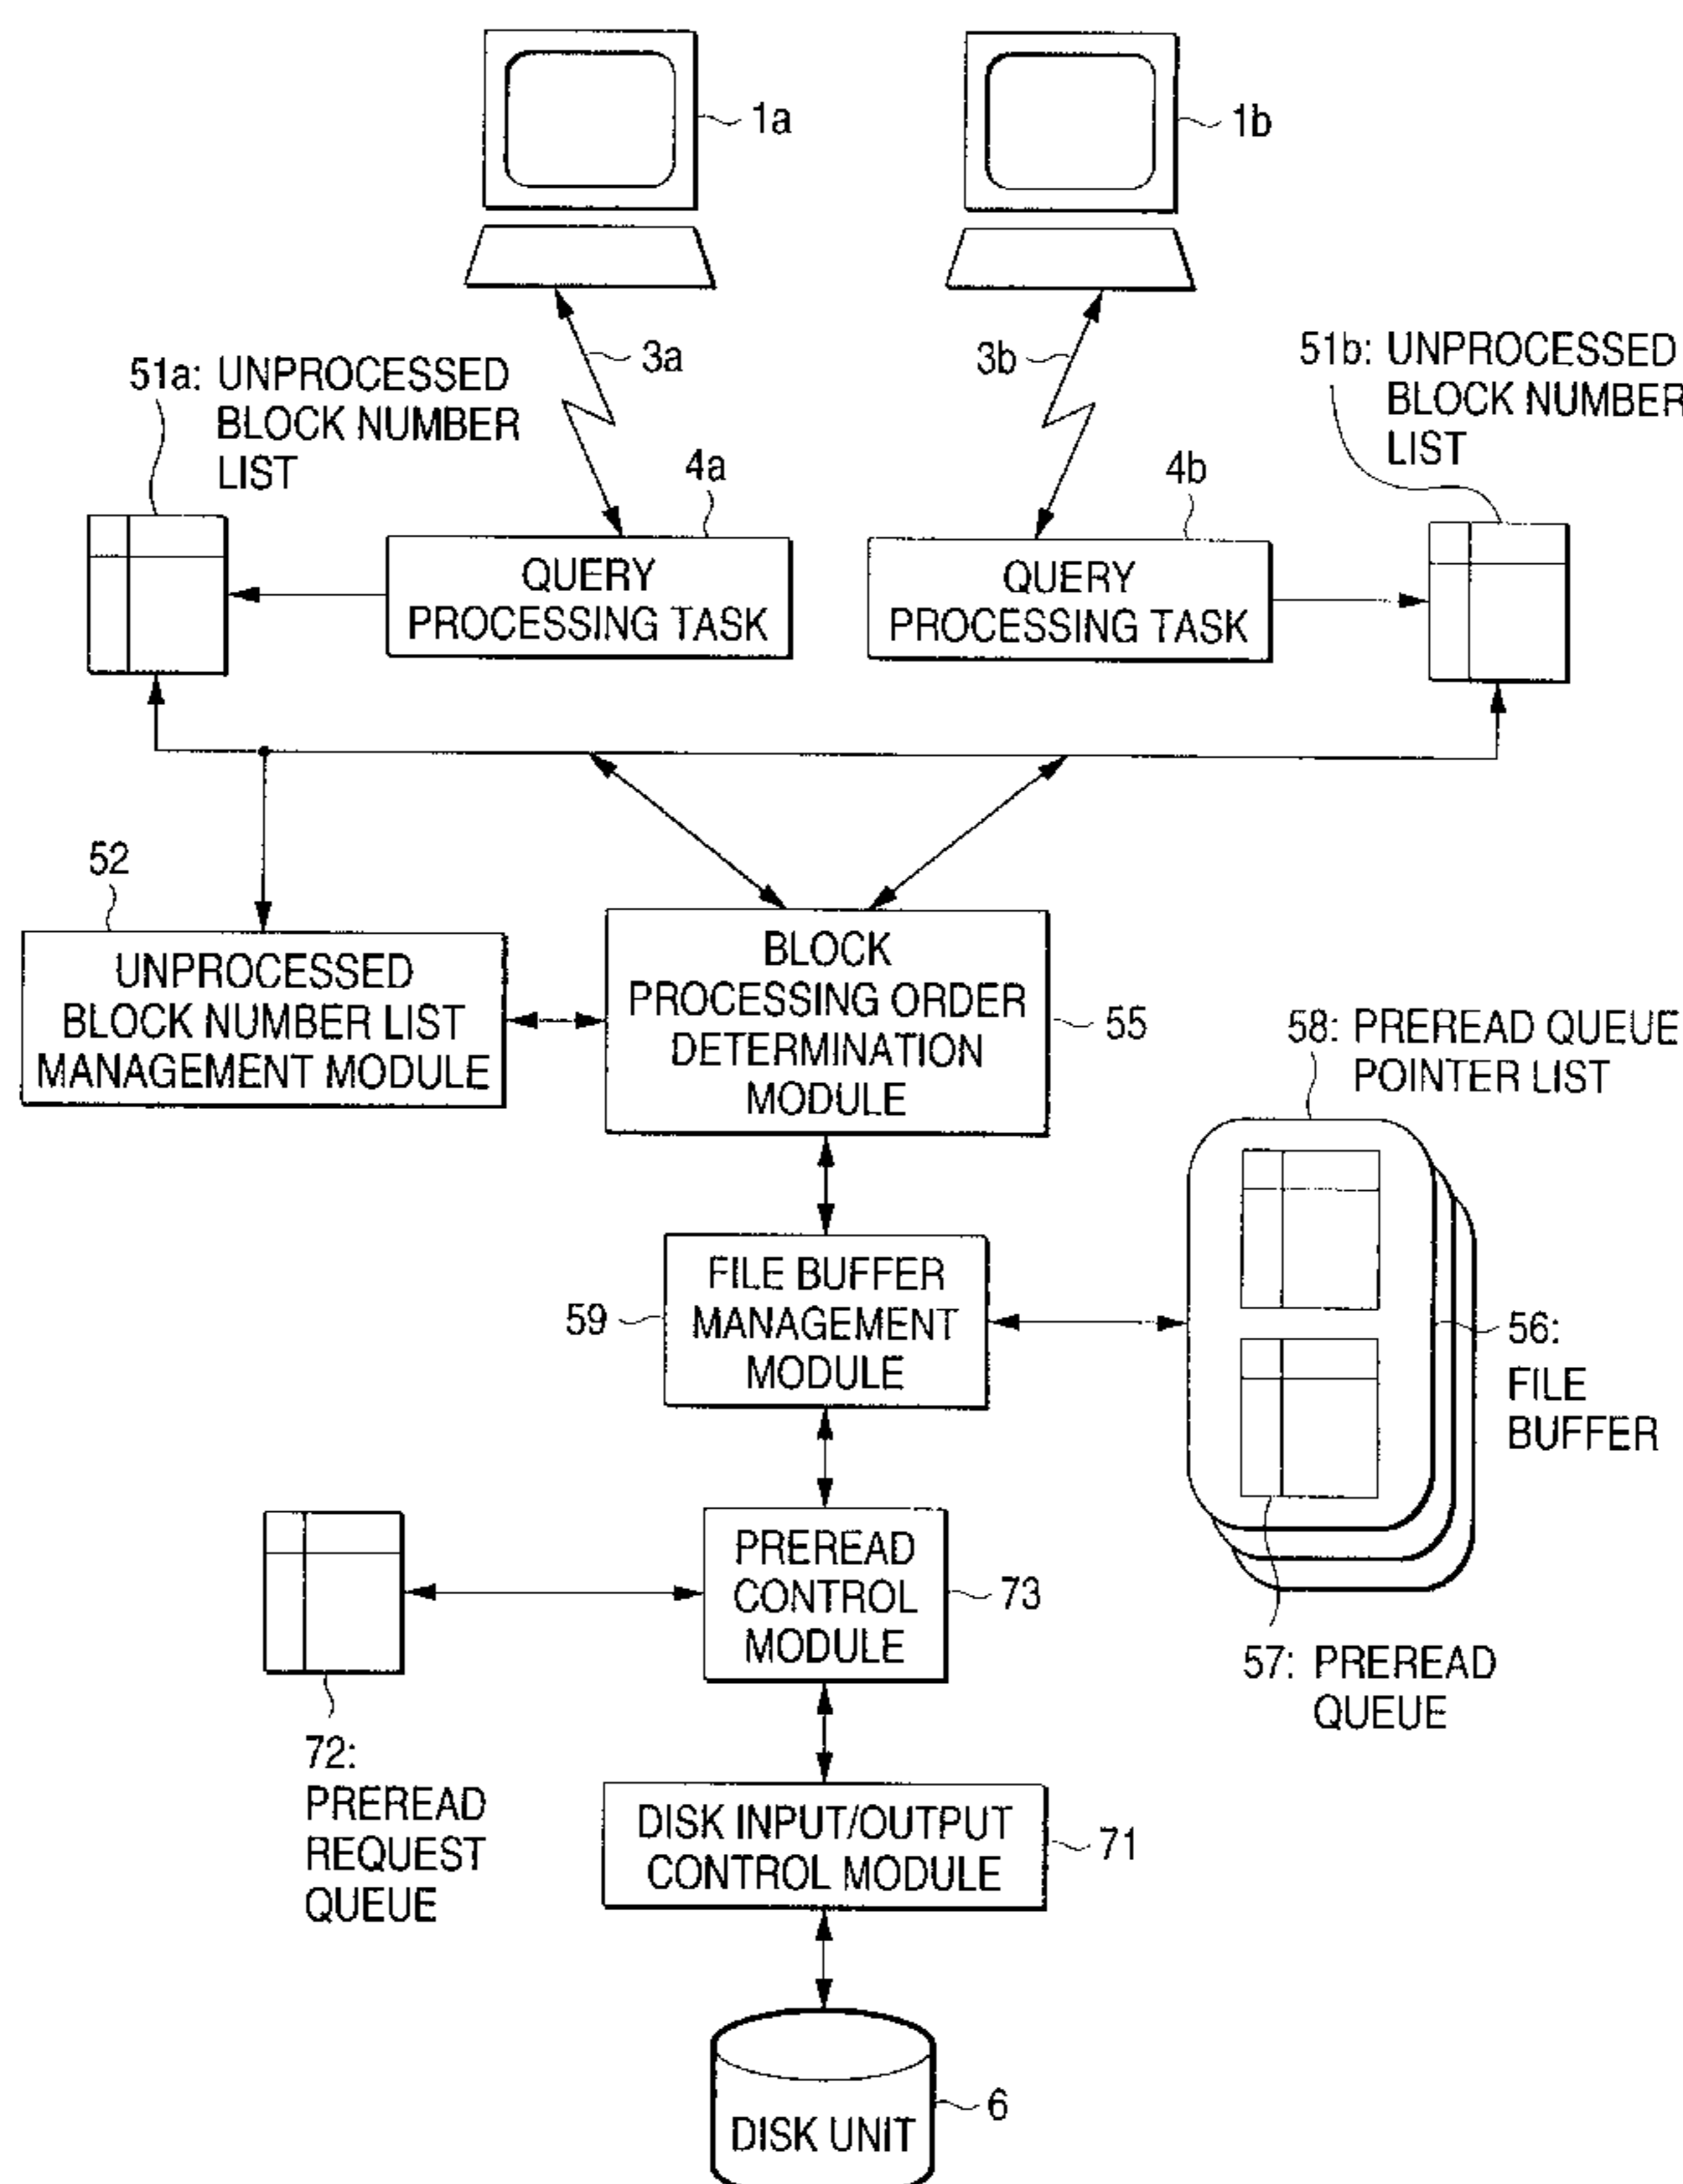 1a
1b
3a
3b
51a: UNPROCESSED
BLOCK NUMBER
LIST
51b: UNPROCESSED
BLOCK NUMBER
LIST
4a
4b
QUERY
PROCESSING TASK
QUERY
PROCESSING TASK
52
UNPROCESSED
BLOCK NUMBER LIST
MANAGEMENT MODULE
BLOCK
PROCESSING ORDER
DETERMINATION
MODULE
55
58: PREREAD QUEUE
POINTER LIST
59
FILE BUFFER
MANAGEMENT
MODULE
56:
FILE
BUFFER
PREREAD
CONTROL
MODULE
73
57: PREREAD
QUEUE
72:
PREREAD
REQUEST
QUEUE
DISK INPUT/OUTPUT
CONTROL MODULE
71
DISK UNIT
6